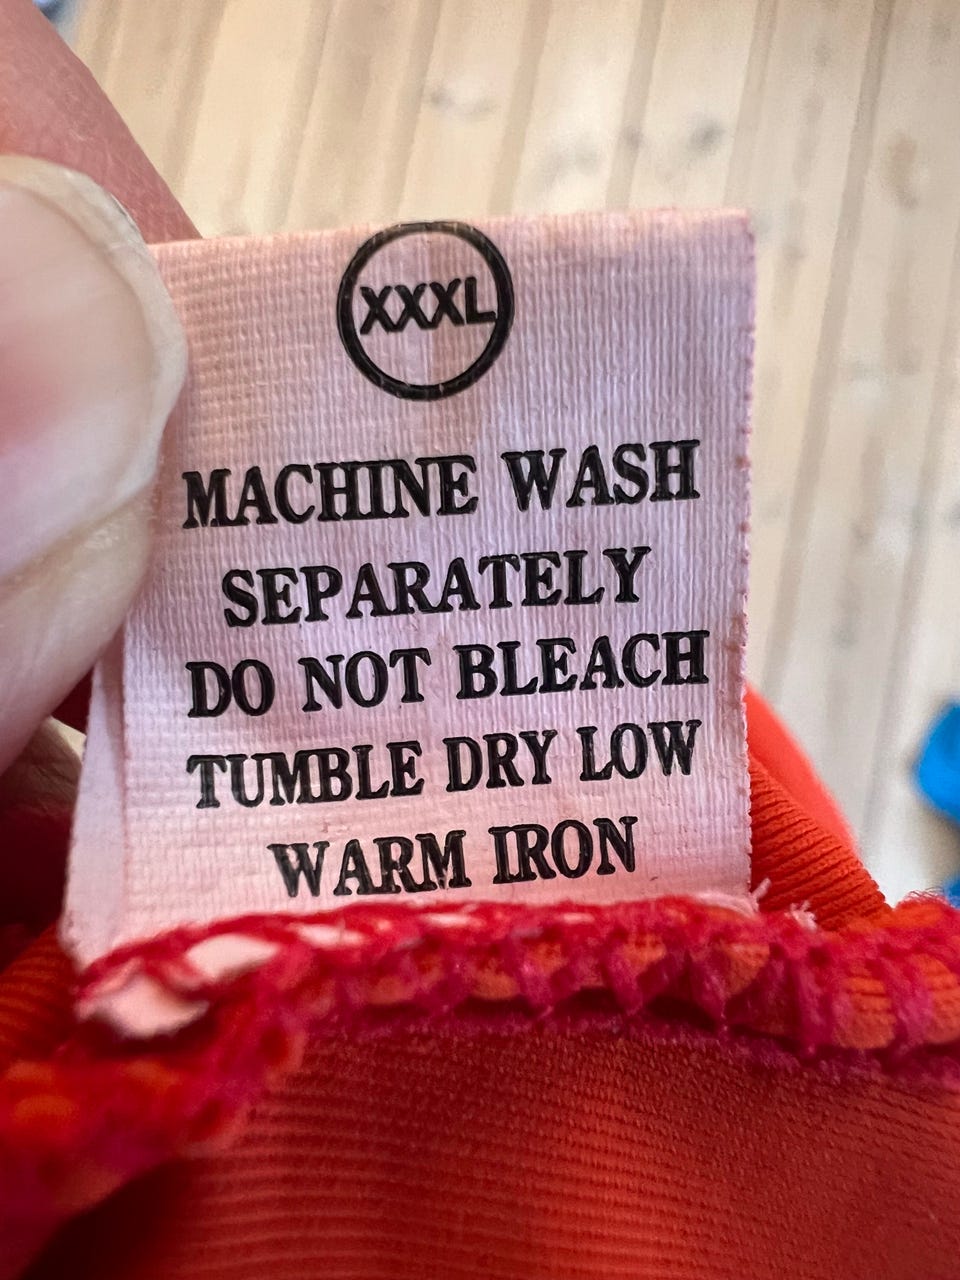 XXXL
MACHINE WASH
SEPARATELY
DO NOT BLEACH
TUMBLE DRY LOW
WARM IRON